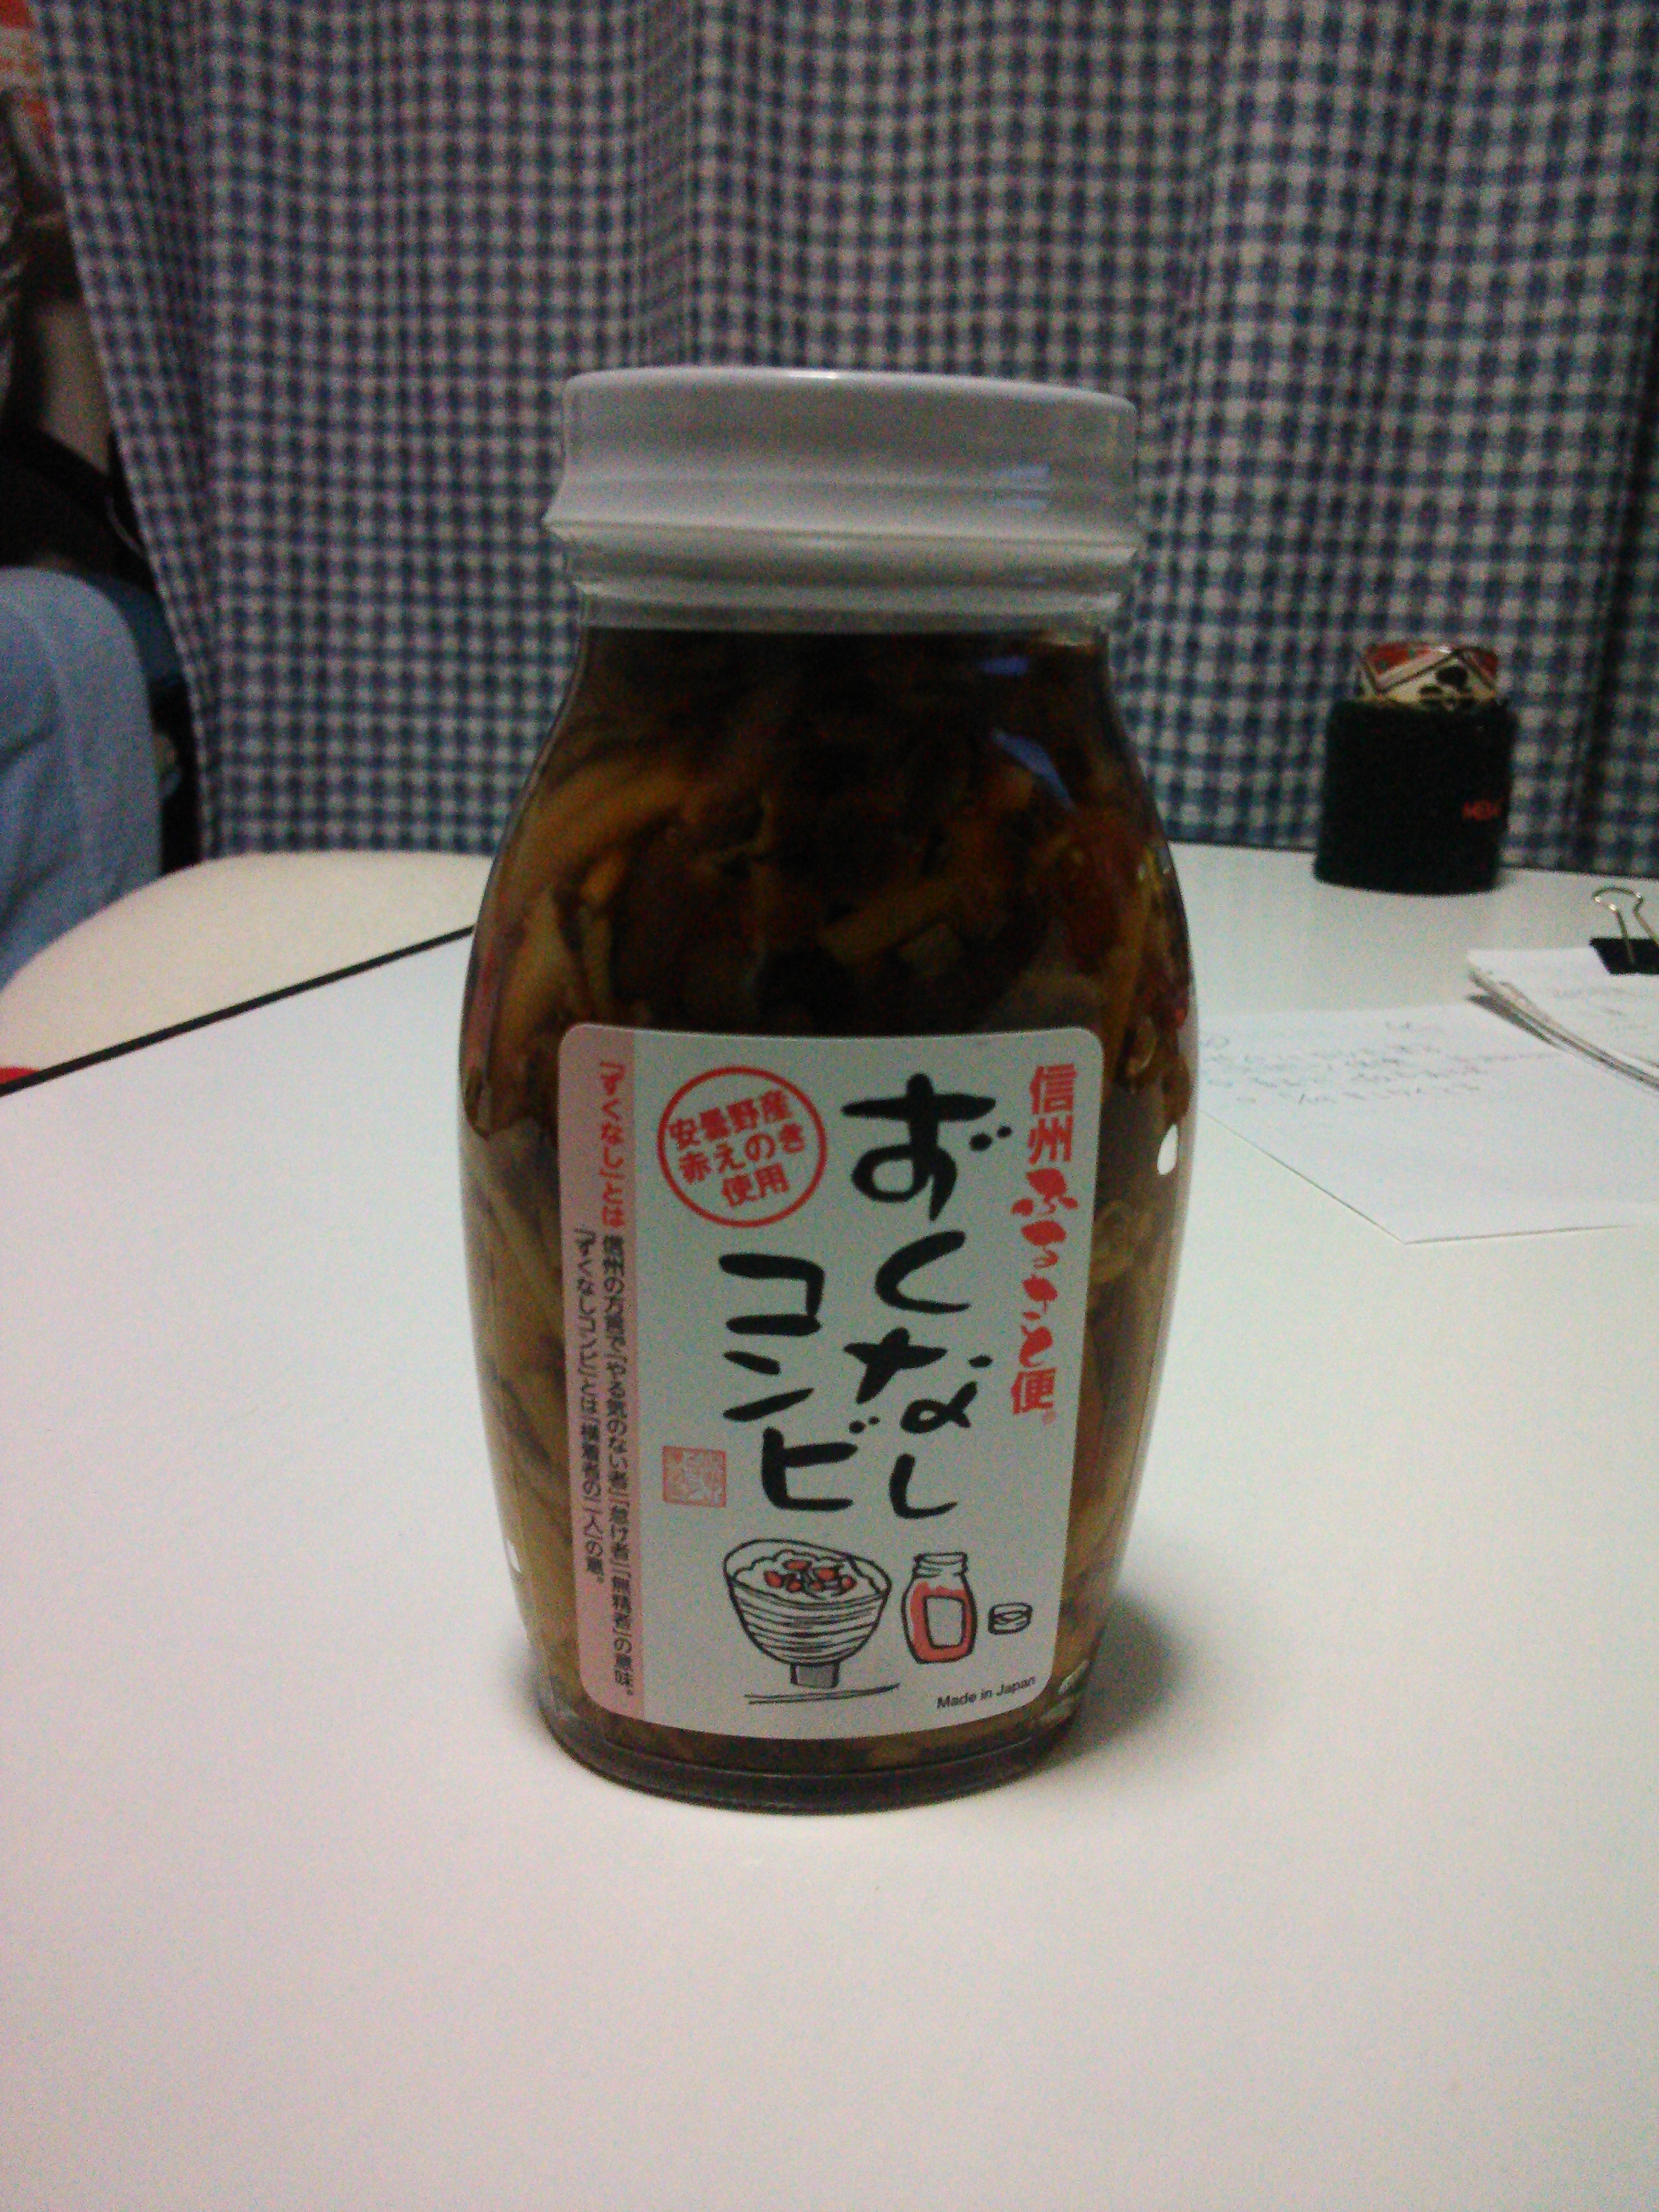 信州ふるさと便
ずくなし
コンビ
安曇野産
赤えのき
使用
「ずくなし」とは 信州の方言で「やる気のない者」「怠け者」「無精者」の意味。
「ずくなしコンビ」とは「横着者の二人」の意。
Made in Japan